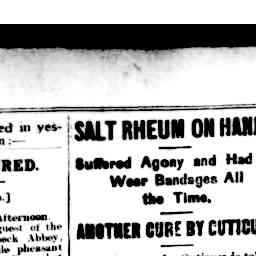 ed in yes-
n :—
RED.
.]
Afternoon.
guest of the
beck Abbey,
le pleasant
SALT RHEUM ON HAN
Suffered Agony and Had
Wear Bandages All
the Time.
ANOTHER CURE BY CUTICU